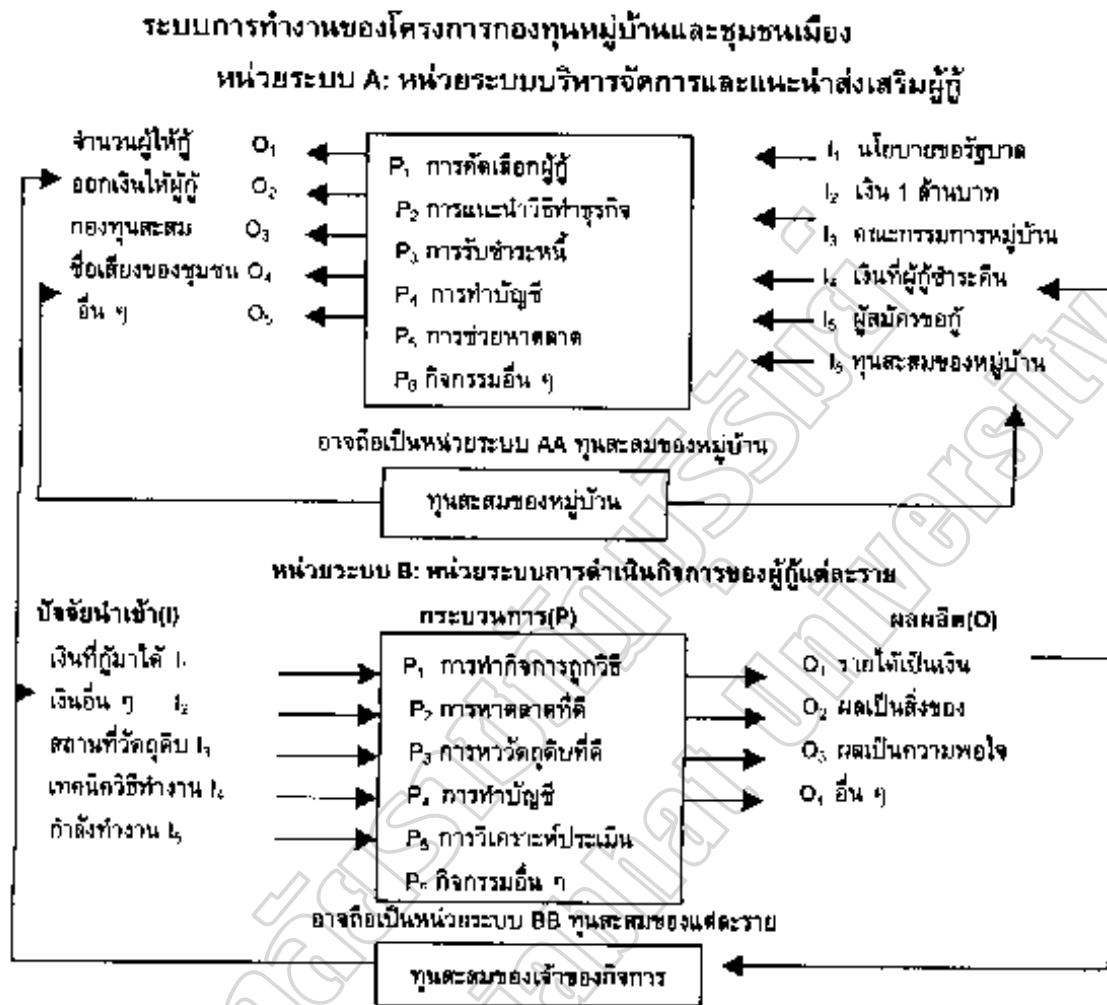 ระบบการทำงานของโครงการกองทุนหมู่บ้านและชุมชนเมือง
หน่วยระบบ A: หน่วยระบบบริหารจัดการและแนะนำส่งเสริมผู้กู้
จำนวนผู้ให้กู้ O₁
ออกเงินให้ผู้กู้ O₂
กองทุนสะสม O₃
ชื่อเสียงของชุมชน O₄
อื่น ๆ O₅
P₁ การคัดเลือกผู้กู้
P₂ การแนะนำวิธีทำธุรกิจ
P₃ การรับชำระหนี้
P₄ การทำบัญชี
P₅ การช่วยหาตลาด
P₆ กิจกรรมอื่น ๆ
I₁ นโยบายขอรัฐบาล
I₂ เงิน 1 ล้านบาท
I₃ คณะกรรมการหมู่บ้าน
I₄ เงินที่ผู้กู้ชำระคืน
I₅ ผู้สมัครขอกู้
I₅ ทุนสะสมของหมู่บ้าน
อาจถือเป็นหน่วยระบบ AA ทุนสะสมของหมู่บ้าน
ทุนสะสมของหมู่บ้าน
หน่วยระบบ B: หน่วยระบบการดำเนินกิจการของผู้กู้แต่ละราย
ปัจจัยนำเข้า(I)
กระบวนการ(P)
ผลผลิต(O)
เงินที่กู้มาได้ I₁
เงินอื่น ๆ I₂
สถานที่วัตถุดิบ I₃
เทคนิควิธีทำงาน I₄
กำลังทำงาน I₅
P₁ การทำกิจการถูกวิธี
P₂ การหาตลาดที่ดี
P₃ การหาวัตถุดิบที่ดี
P₄ การทำบัญชี
P₅ การวิเคราะห์ประเมิน
กิจกรรมอื่น ๆ
O₁ รายได้เป็นเงิน
O₂ ผลเป็นสิ่งของ
O₃ ผลเป็นความพอใจ
O₄ อื่น ๆ
อาจถือเป็นหน่วยระบบ BB ทุนสะสมของแต่ละราย
ทุนสะสมของเจ้าของกิจการ